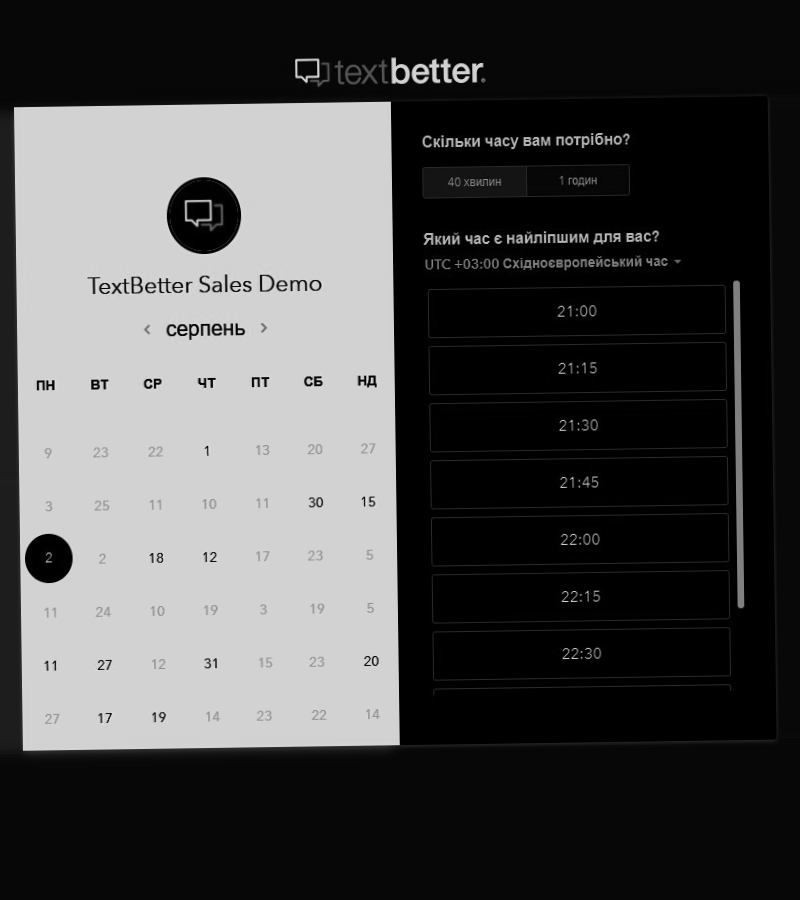 textbetter.
TextBetter Sales Demo
серпень
ПН ВТ СР ЧТ ПТ СБ НД
9 23 22 1 13 20 27
3 25 11 10 11 30 15
2 2 18 12 17 23 5
11 24 10 19 3 19 5
11 27 12 31 15 23 20
27 17 19 14 23 22 14
Скільки часу вам потрібно?
40 хвилин 1 годин
Який час є найліпшим для вас?
UTC +03:00 Східноєвропейський час
21:00
21:15
21:30
21:45
22:00
22:15
22:30